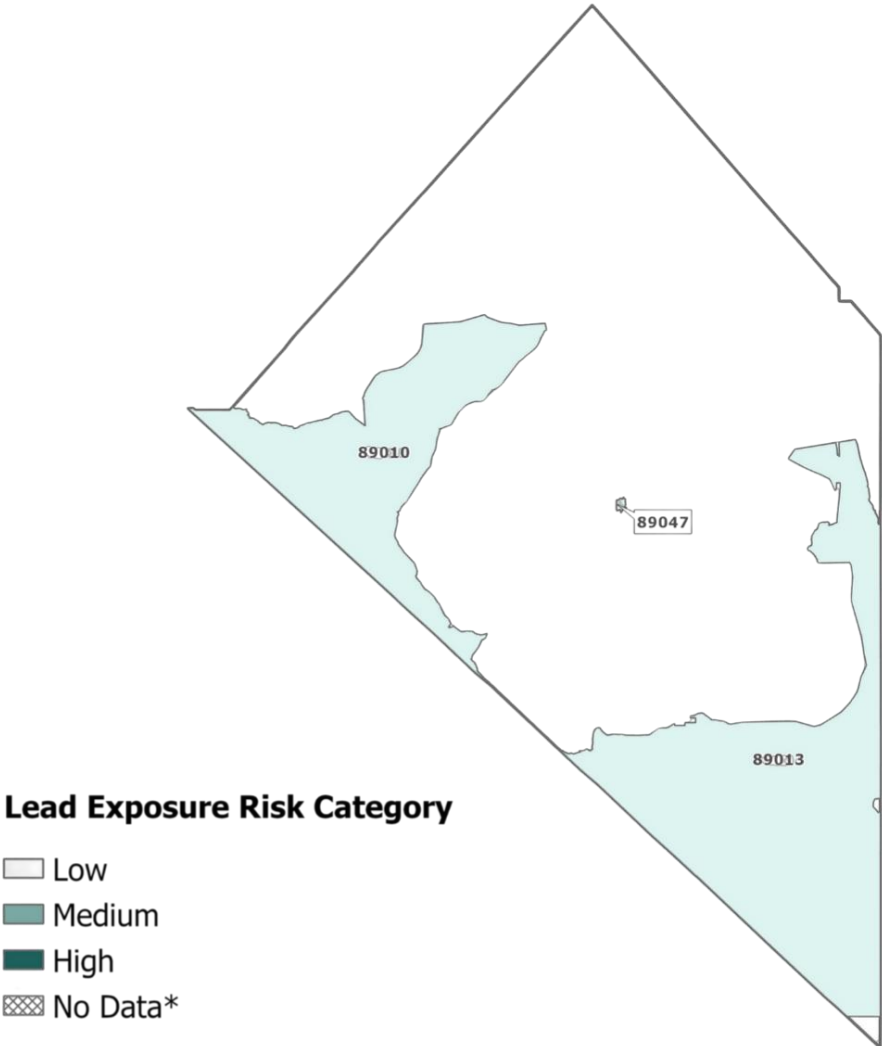 89010
89047
89013
Lead Exposure Risk Category
Low
Medium
High
No Data*